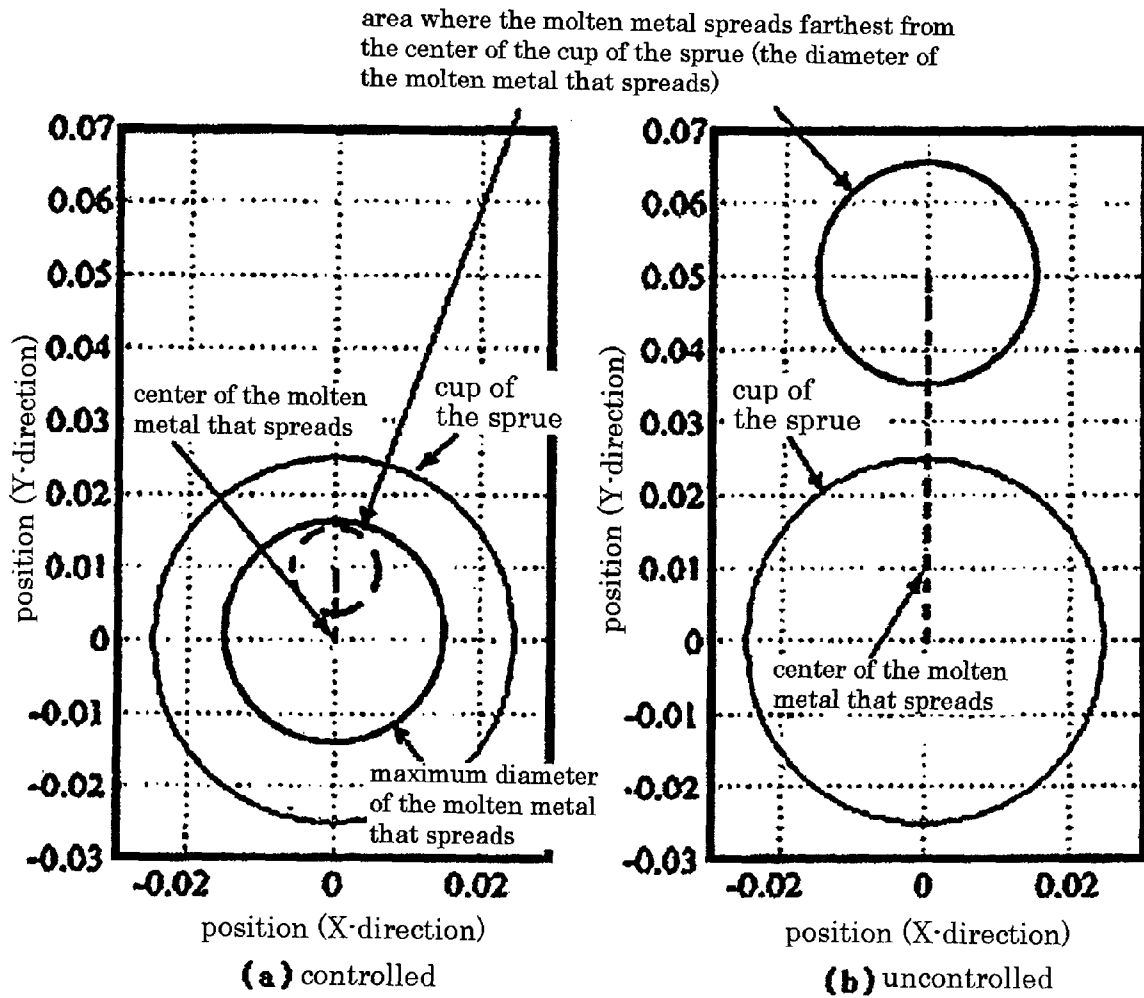 area where the molten metal spreads farthest from
the center of the cup of the sprue (the diameter of
the molten metal that spreads)
0.07
0.06
0.05
0.04
0.03
0.02
0.01
0
-0.01
-0.02
-0.03
position (Y-direction)
center of the molten
metal that spreads
cup of
the sprue
maximum diameter
of the molten metal
that spreads
-0.02
0
0.02
position (X-direction)
(a) controlled
0.07
0.06
0.05
0.04
0.03
0.02
0.01
0
-0.01
-0.02
-0.03
position (Y-direction)
cup of
the sprue
center of the molten
metal that spreads
-0.02
0
0.02
position (X-direction)
(b) uncontrolled